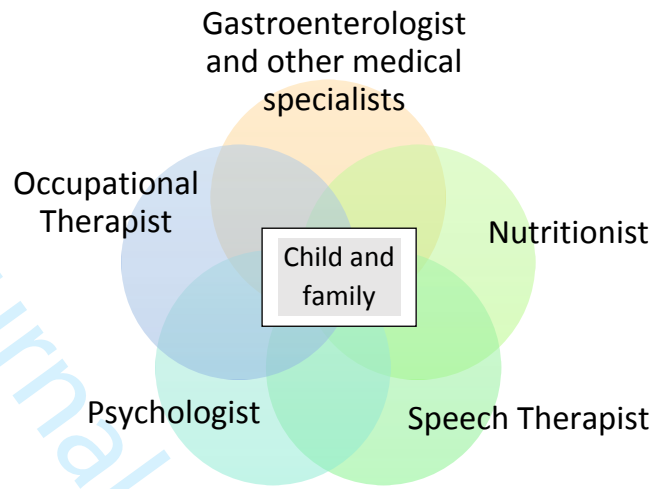 Gastroenterologist
and other medical
specialists
Occupational
Therapist
Nutritionist
Child and
family
Psychologist
Speech Therapist